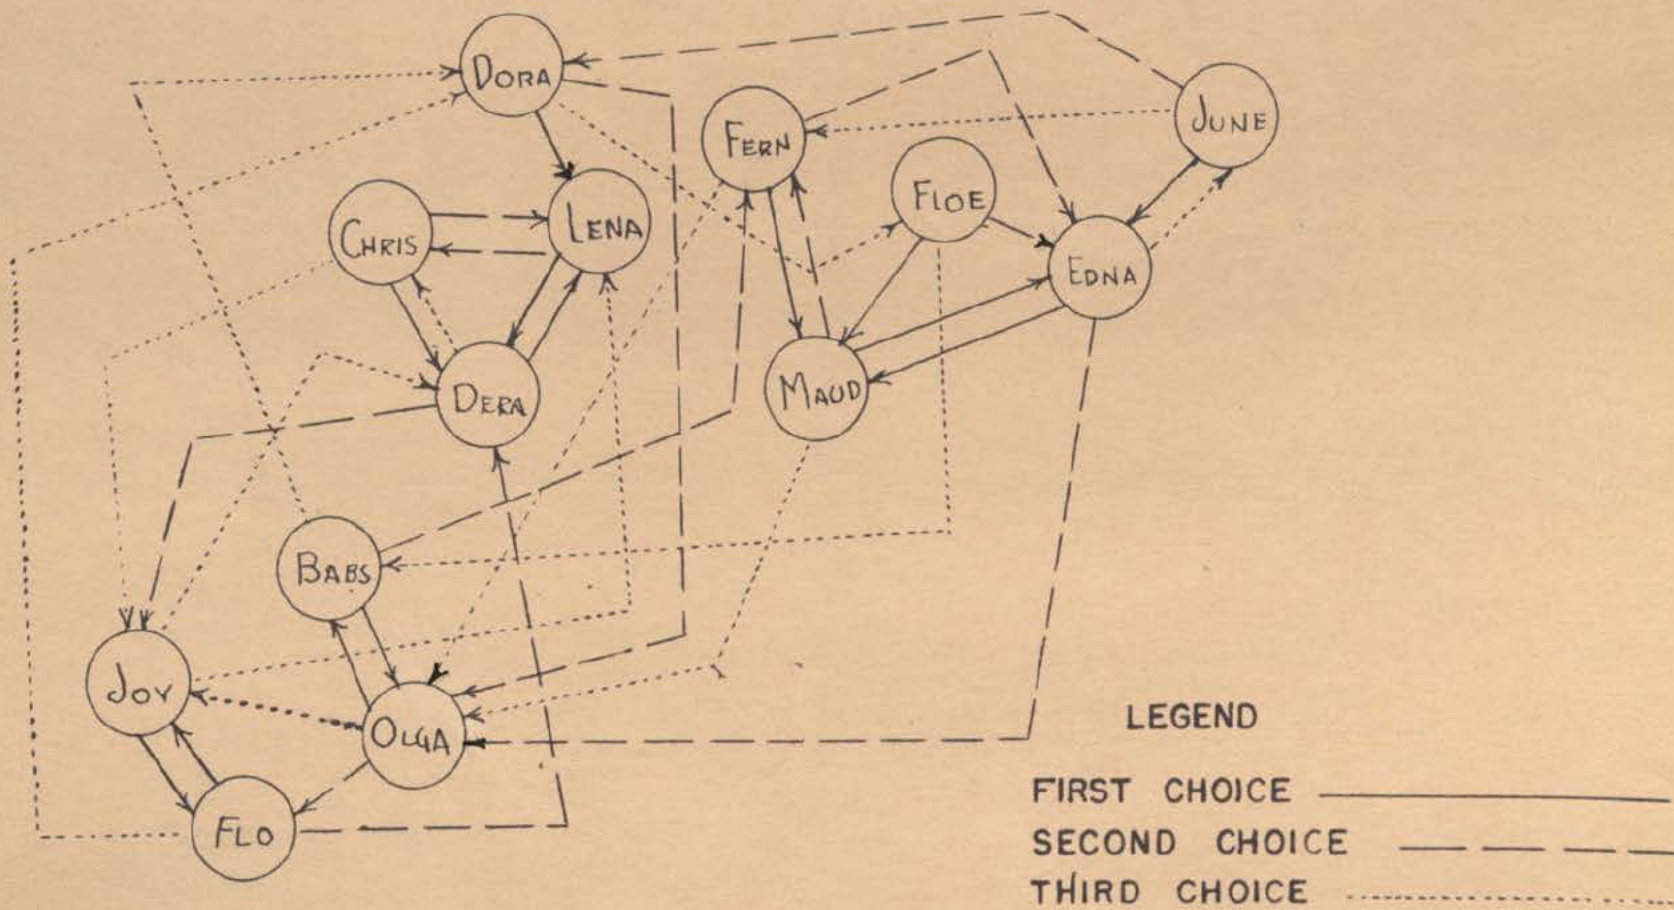 DORA
FERN
JUNE
FLOE
LENA
CHRIS
EDNA
DERA
MAUD
BABS
JOY
OLGA
FLO
LEGEND
FIRST CHOICE
SECOND CHOICE
THIRD CHOICE